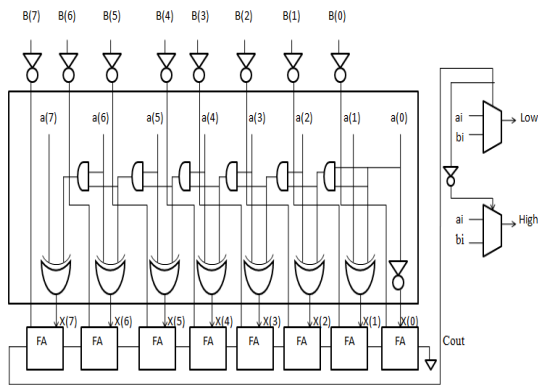 B(7) B(6) B(5) B(4) B(3) B(2) B(1) B(0)
a(7) a(6) a(5) a(4) a(3) a(2) a(1) a(0)
ai
bi
Low
ai
bi
High
X(7) X(6) X(5) X(4) X(3) X(2) X(1) X(0)
FA FA FA FA FA FA FA FA
Cout